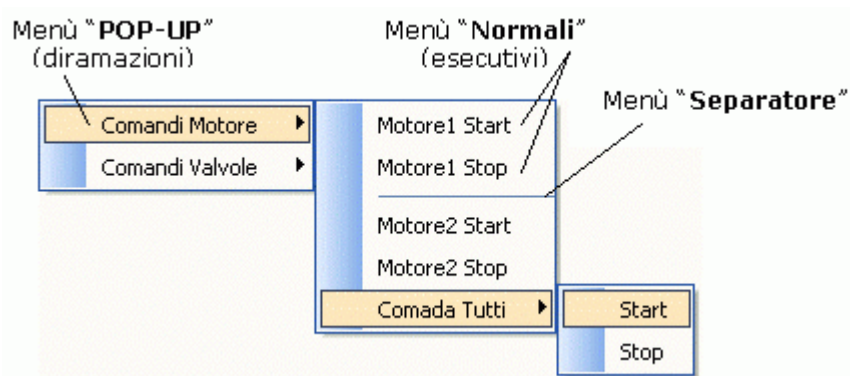 Menù "POP-UP"
(diramazioni)
Menù "Normali"
(esecutivi)
Menù "Separatore"
Comandi Motore
Comandi Valvole
Motore1 Start
Motore1 Stop
Motore2 Start
Motore2 Stop
Comada Tutti
Start
Stop